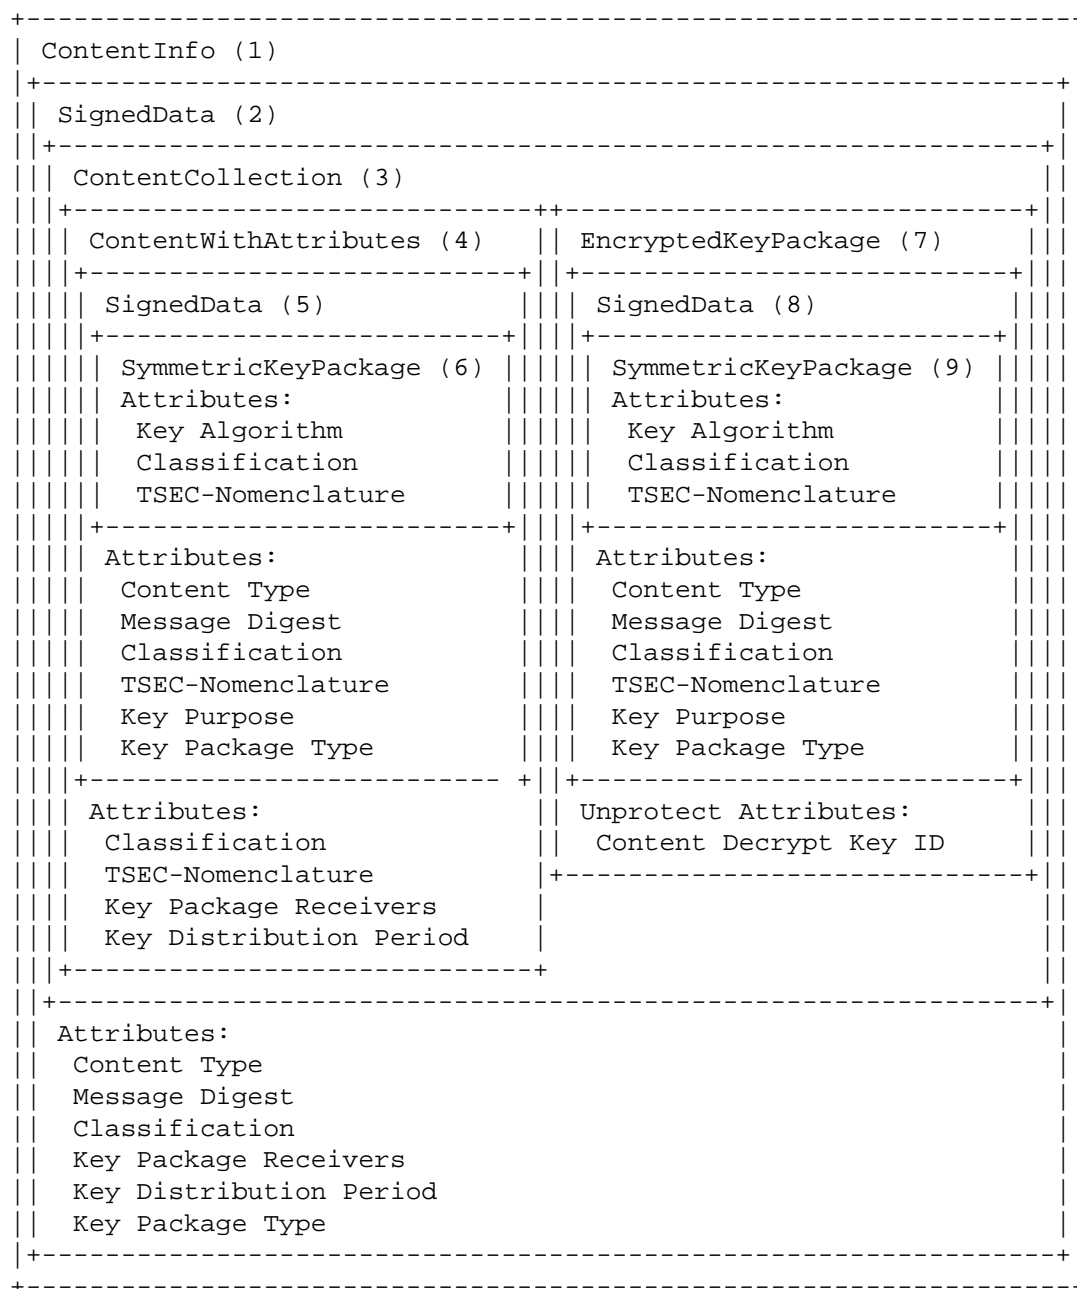 +-------------------------------------------------------------------
| ContentInfo (1)
|+----------------------------------------------------------------+
|| SignedData (2)                                                 |
||+--------------------------------------------------------------+|
||| ContentCollection (3)                                        ||
|||+-----------------------------++-----------------------------+||
|||| ContentWithAttributes (4)   || EncryptedKeyPackage (7)     |||
||||+---------------------------+||+---------------------------+|||
||||| SignedData (5)            |||| SignedData (8)            ||||
|||||+-------------------------+||||+-------------------------+||||
|||||| SymmetricKeyPackage (6) |||||| SymmetricKeyPackage (9) |||||
|||||| Attributes:             |||||| Attributes:             |||||
||||||  Key Algorithm          ||||||  Key Algorithm          |||||
||||||  Classification         ||||||  Classification         |||||
||||||  TSEC-Nomenclature      ||||||  TSEC-Nomenclature      |||||
|||||+-------------------------+||||+-------------------------+||||
||||| Attributes:               |||| Attributes:               ||||
|||||  Content Type             ||||  Content Type             ||||
|||||  Message Digest           ||||  Message Digest           ||||
|||||  Classification           ||||  Classification           ||||
|||||  TSEC-Nomenclature        ||||  TSEC-Nomenclature        ||||
|||||  Key Purpose              ||||  Key Purpose              ||||
|||||  Key Package Type         ||||  Key Package Type         ||||
||||+-------------------------- +||+---------------------------+|||
|||| Attributes:                 || Unprotect Attributes:       |||
||||  Classification             ||  Content Decrypt Key ID     |||
||||  TSEC-Nomenclature          |+-----------------------------+||
||||  Key Package Receivers      |                               ||
||||  Key Distribution Period    |                               ||
|||+-----------------------------+                               ||
||+--------------------------------------------------------------+|
|| Attributes:                                                    |
||  Content Type                                                  |
||  Message Digest                                                |
||  Classification                                                |
||  Key Package Receivers                                         |
||  Key Distribution Period                                       |
||  Key Package Type                                              |
|+----------------------------------------------------------------+
+-------------------------------------------------------------------